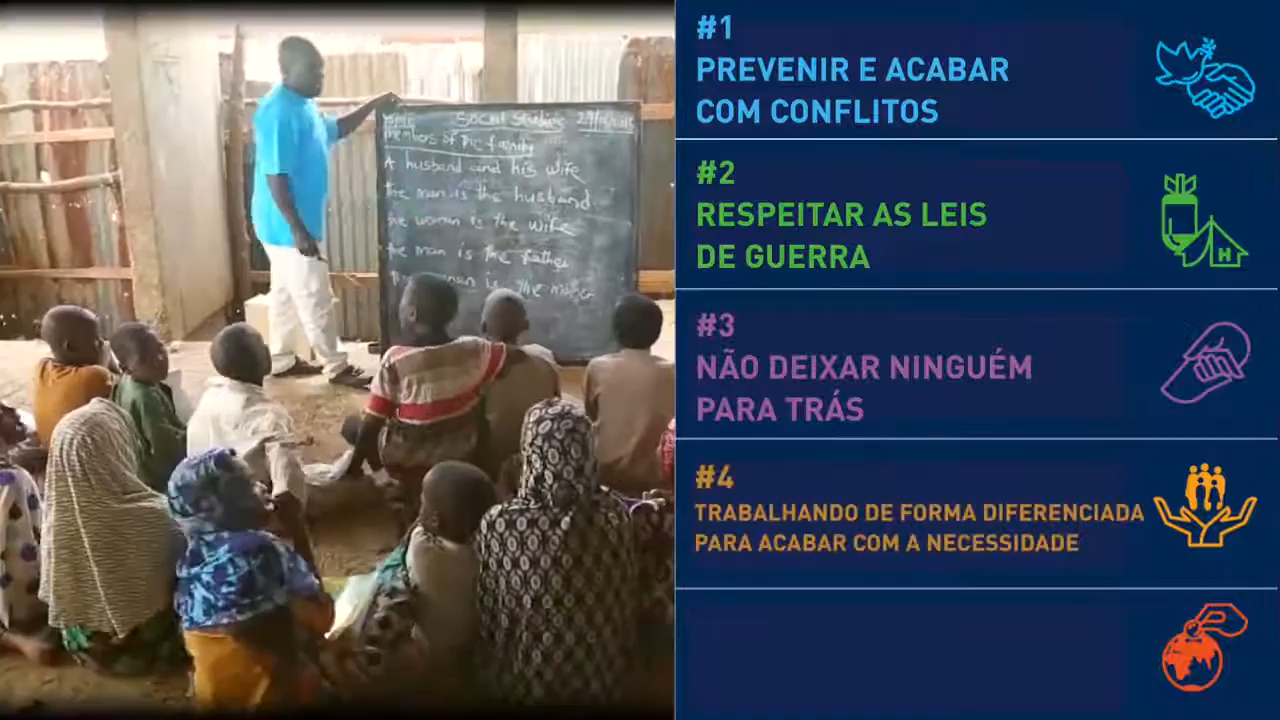 Social Studies
members of the family
A husband and his wife
the man is the husband
the woman is the wife
the man is the father
is the
#1
PREVENIR E ACABAR
COM CONFLITOS
#2
RESPEITAR AS LEIS
DE GUERRA
#3
NÃO DEIXAR NINGUÉM
PARA TRÁS
#4
TRABALHANDO DE FORMA DIFERENCIADA
PARA ACABAR COM A NECESSIDADE
H